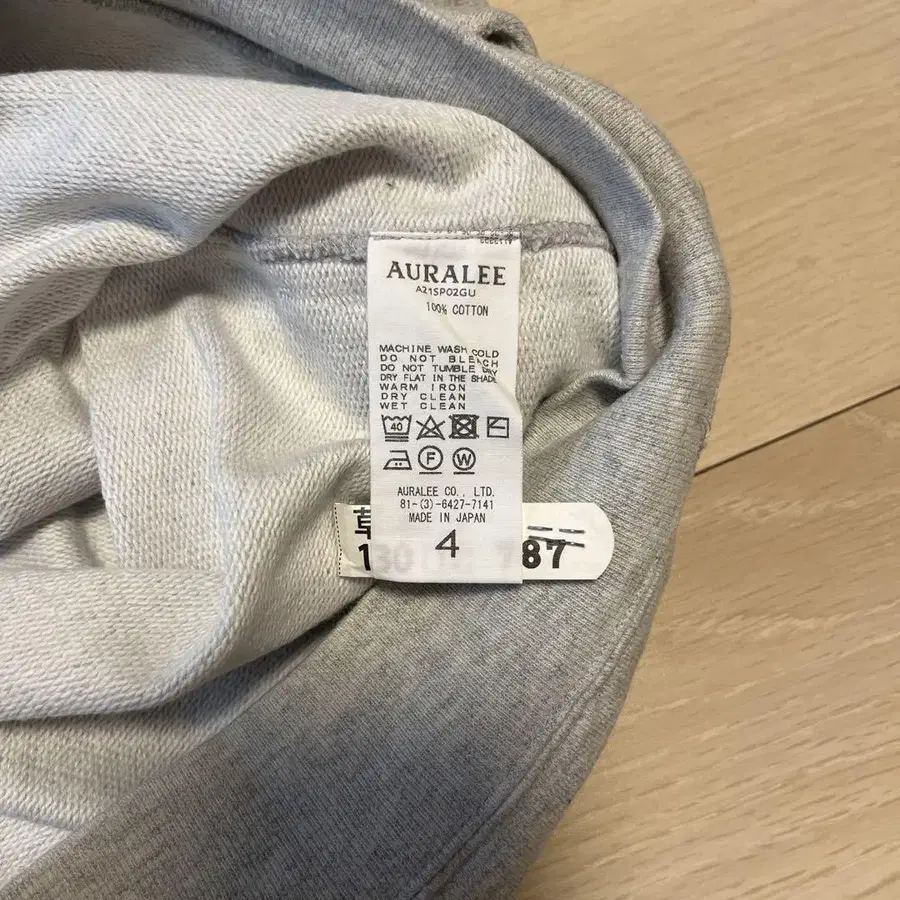 AURALEE
A21SP02GU
100% COTTON
MACHINE WASH COLD
DO NOT BLEACH
DO NOT TUMBLE DRY
DRY FLAT IN THE SHADE
WARM IRON
DRY CLEAN
WET CLEAN
40
F W
AURALEE CO., LTD.
81-(3)-6427-7141
MADE IN JAPAN
4